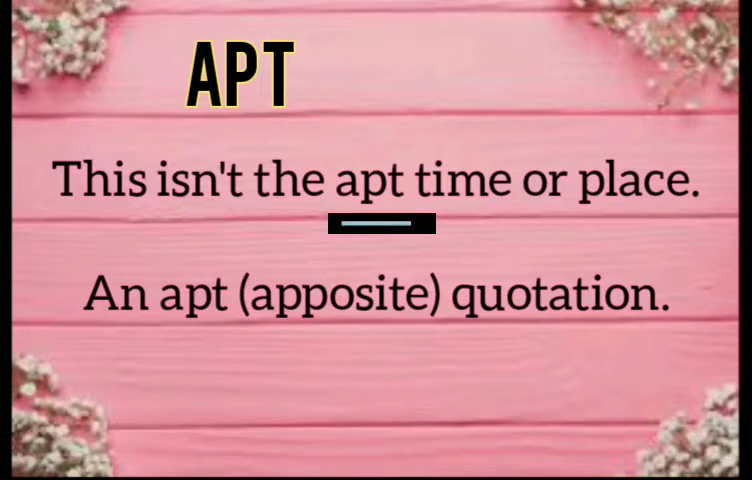 APT
This isn't the apt time or place.
An apt (apposite) quotation.